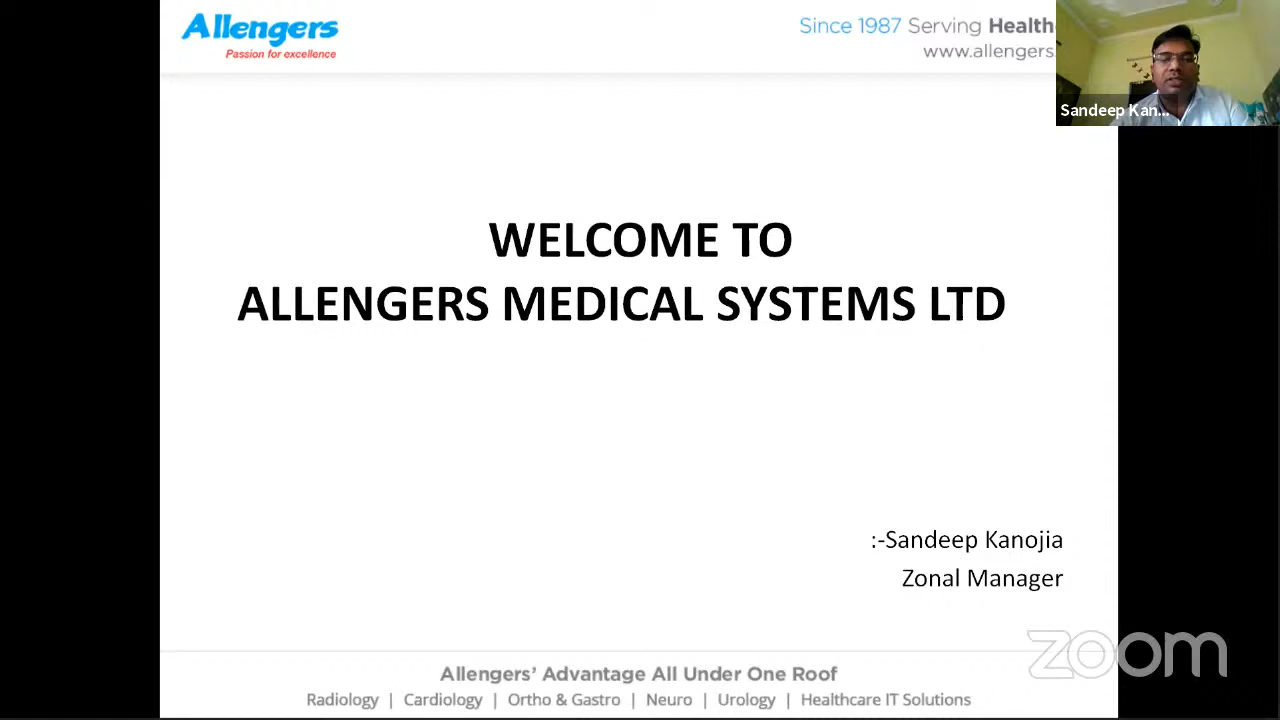 Allengers
Passion for excellence
Since 1987 Serving Health
www.allengers.
Sandeep Kan...
WELCOME TO
ALLENGERS MEDICAL SYSTEMS LTD
:-Sandeep Kanojia
Zonal Manager
zoom
Allengers' Advantage All Under One Roof
Radiology | Cardiology | Ortho & Gastro | Neuro | Urology | Healthcare IT Solutions